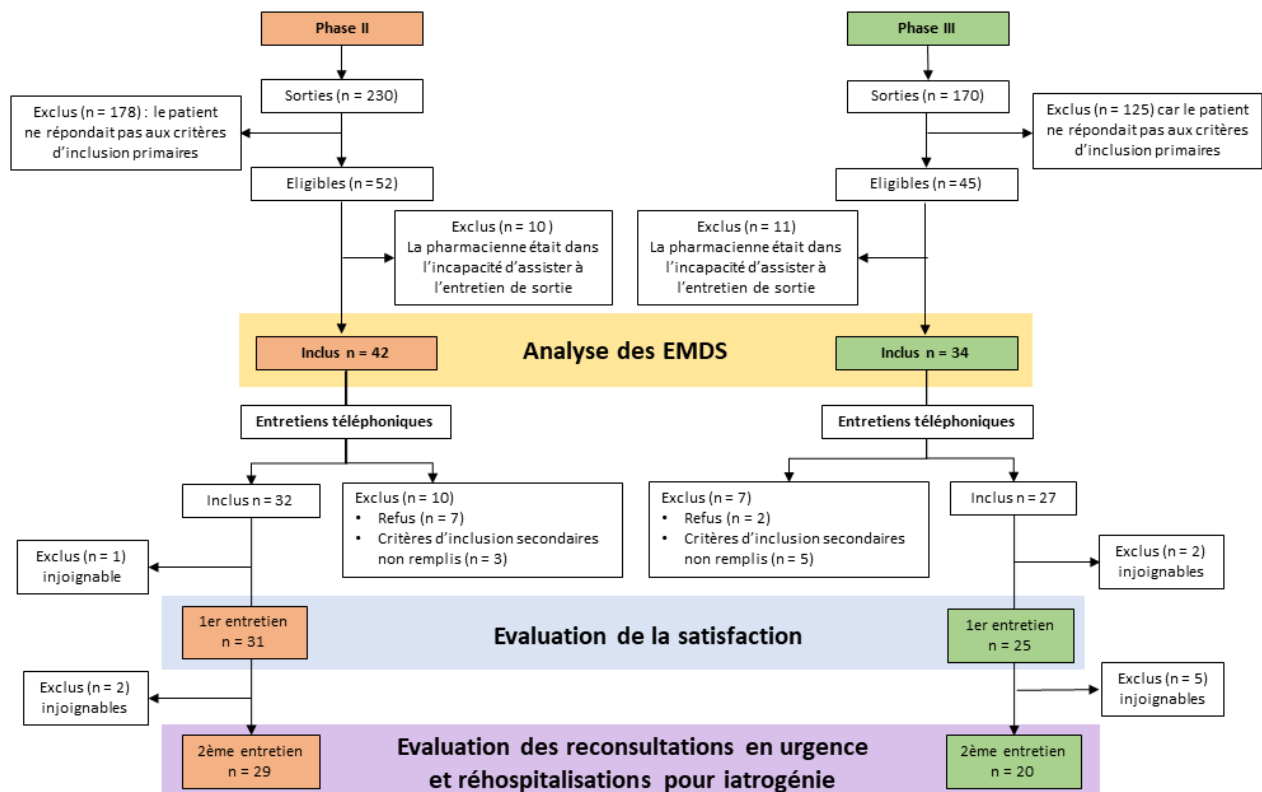 Phase II
Phase III
Sorties (n = 230)
Sorties (n = 170)
Exclus (n = 178) : le patient
ne répondait pas aux critères
d’inclusion primaires
Exclus (n = 125) car le patient
ne répondait pas aux critères
d’inclusion primaires
Eligibles (n = 52)
Eligibles (n = 45)
Exclus (n = 10 )
La pharmacienne était dans
l’incapacité d’assister à
l’entretien de sortie
Exclus (n = 11)
La pharmacienne était dans
l’incapacité d’assister à
l’entretien de sortie
Inclus n = 42
Analyse des EMDS
Inclus n = 34
Entretiens téléphoniques
Entretiens téléphoniques
Inclus n = 32
Exclus (n = 10)
• Refus (n = 7)
• Critères d’inclusion secondaires
non remplis (n = 3)
Exclus (n = 7)
• Refus (n = 2)
• Critères d’inclusion secondaires
non remplis (n = 5)
Inclus n = 27
Exclus (n = 1)
injoignable
Exclus (n = 2)
injoignables
1er entretien
n = 31
Evaluation de la satisfaction
1er entretien
n = 25
Exclus (n = 2)
injoignables
Exclus (n = 5)
injoignables
2ème entretien
n = 29
Evaluation des reconsultations en urgence
et réhospitalisations pour iatrogénie
2ème entretien
n = 20